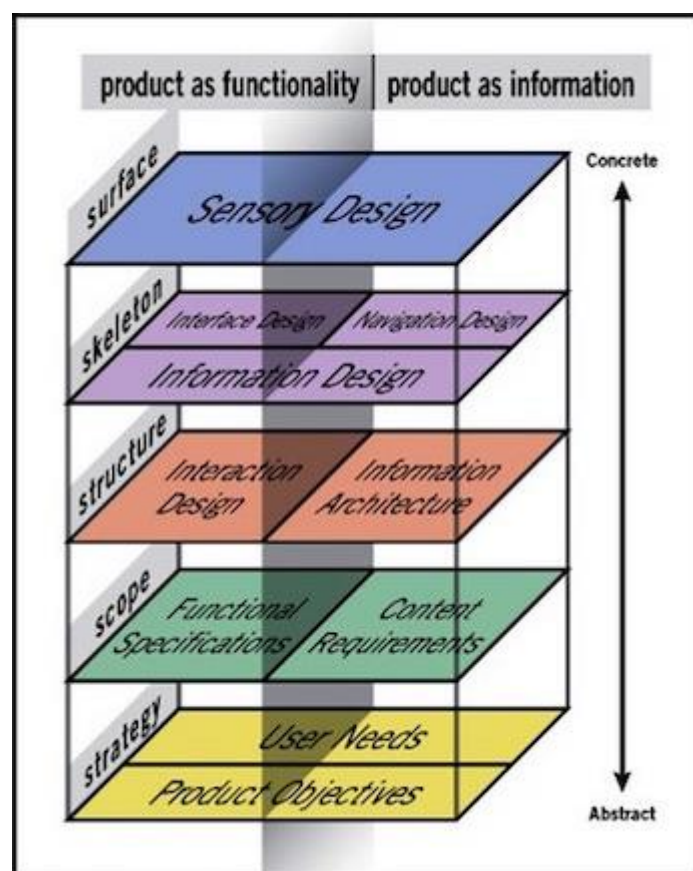 product as functionality
product as information
Concrete
surface
Sensory Design
skeleton
Interface Design
Navigation Design
Information Design
structure
Interaction
Design
Information
Architecture
scope
Functional
Specifications
Content
Requirements
strategy
User Needs
Product Objectives
Abstract